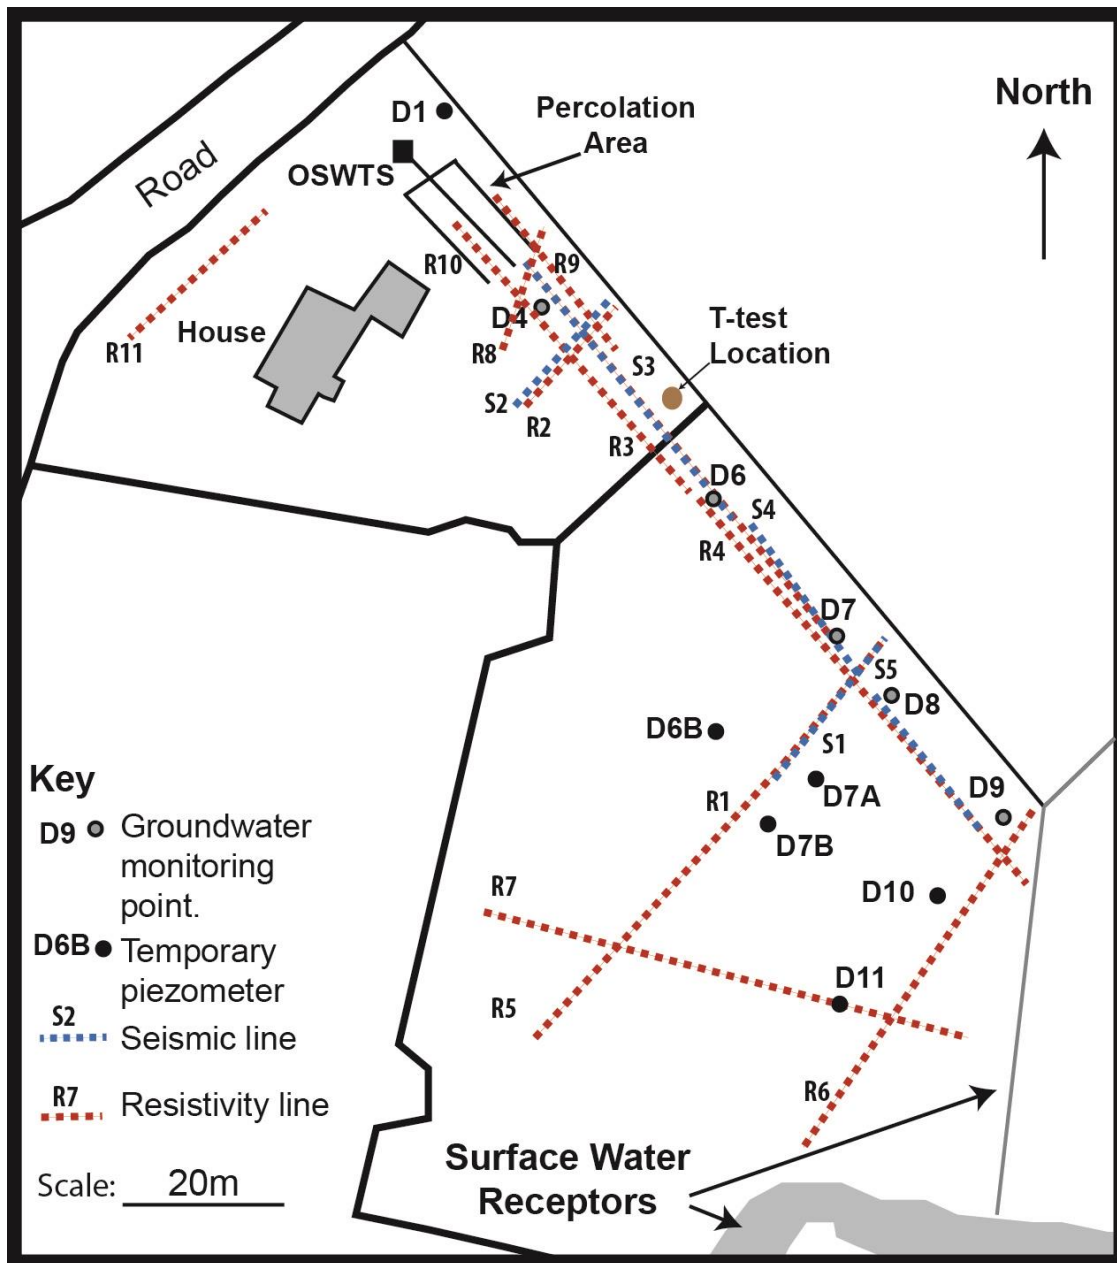 North
D1
Percolation
Area
Road
OSWTS
R9
R10
D4
T-test
Location
House
R11
R8
S3
S2
R2
R3
D6
S4
R4
D7
S5
D8
D6B
S1
D7A
D9
R1
D7B
R7
D10
D11
R5
R6
Key
D9 Groundwater
monitoring
point.
D6B Temporary
piezometer
S2
Seismic line
R7
Resistivity line
Scale: 20m
Surface Water
Receptors